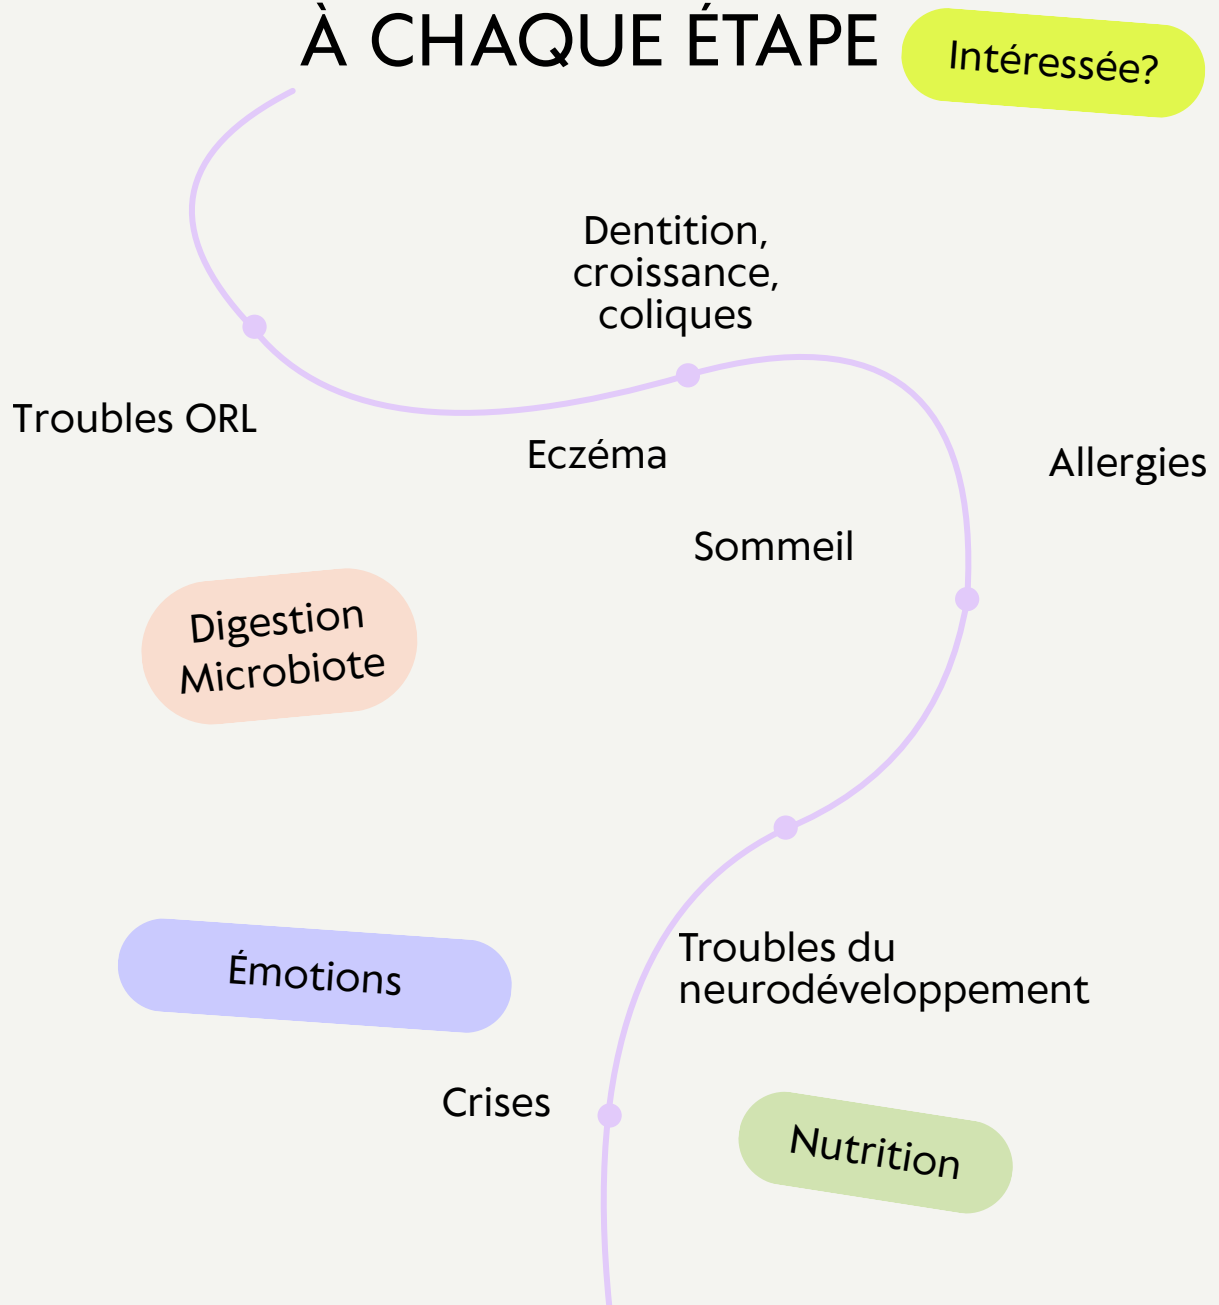 À CHAQUE ÉTAPE
Intéressée?
Dentition,
croissance,
coliques
Troubles ORL
Eczéma
Allergies
Sommeil
Digestion
Microbiote
Émotions
Troubles du
neurodéveloppement
Crises
Nutrition